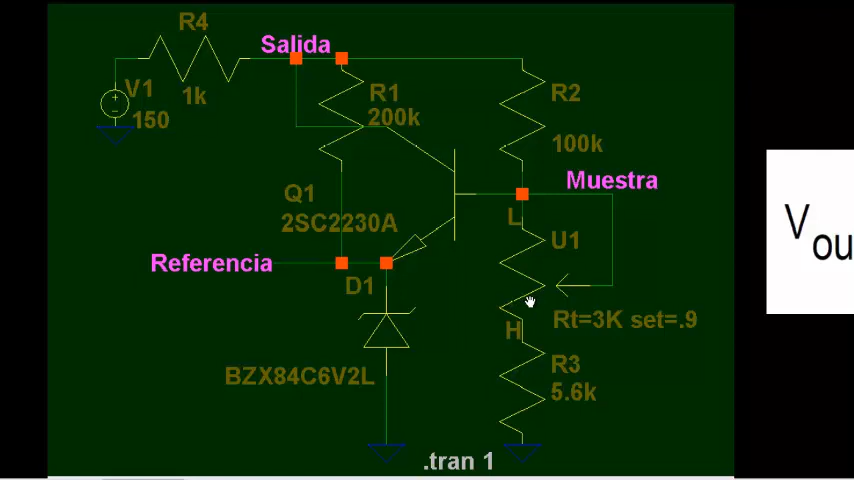 R4
Salida
V1
1k
150
R1
200k
R2
100k
Muestra
Q1
2SC2230A
L
U1
Referencia
D1
Rt=3K set=.9
H
R3
5.6k
BZX84C6V2L
.tran 1
V
ou